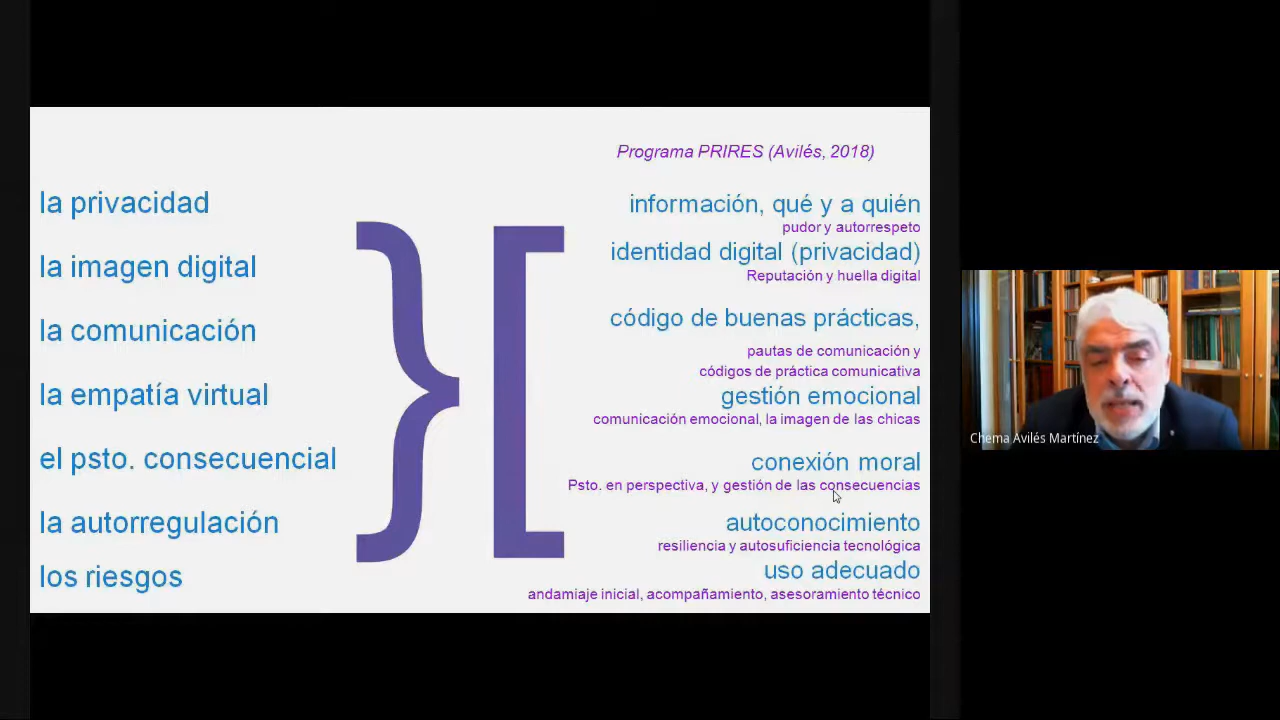 Programa PRIRES (Avilés, 2018)
la privacidad
la imagen digital
la comunicación
la empatía virtual
el psto. consecuencial
la autorregulación
los riesgos
información, qué y a quién
pudor y autorrespeto
identidad digital (privacidad)
Reputación y huella digital
código de buenas prácticas,
pautas de comunicación y
códigos de práctica comunicativa
gestión emocional
comunicación emocional, la imagen de las chicas
conexión moral
Psto. en perspectiva, y gestión de las consecuencias
autoconocimiento
resiliencia y autosuficiencia tecnológica
uso adecuado
andamiaje inicial, acompañamiento, asesoramiento técnico
Chema Avilés Martínez